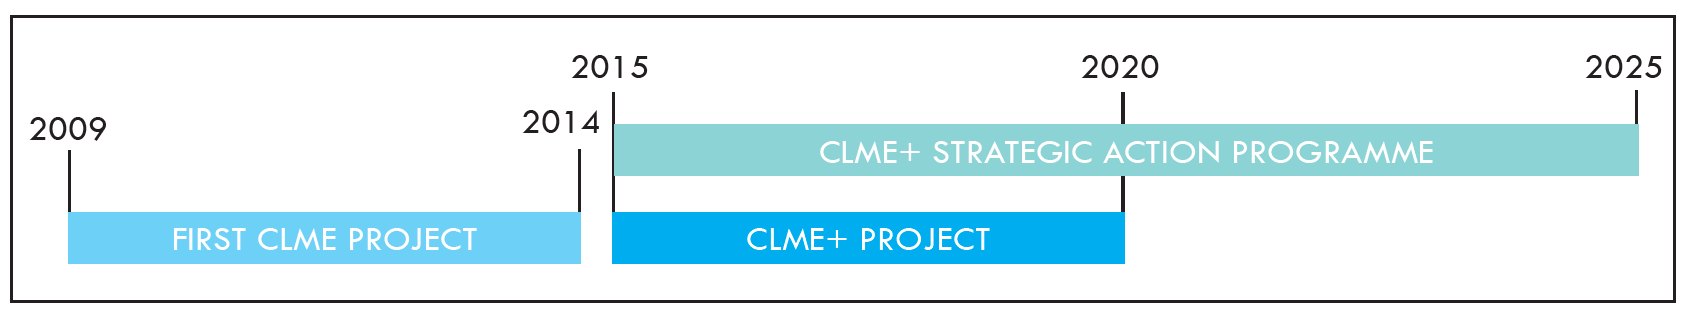 2015
2020
2025
2009
2014
CLME+ STRATEGIC ACTION PROGRAMME
FIRST CLME PROJECT
CLME+ PROJECT